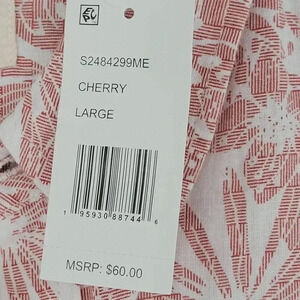 S2484299ME
CHERRY
LARGE
1 95930 88744 6
MSRP: $60.00